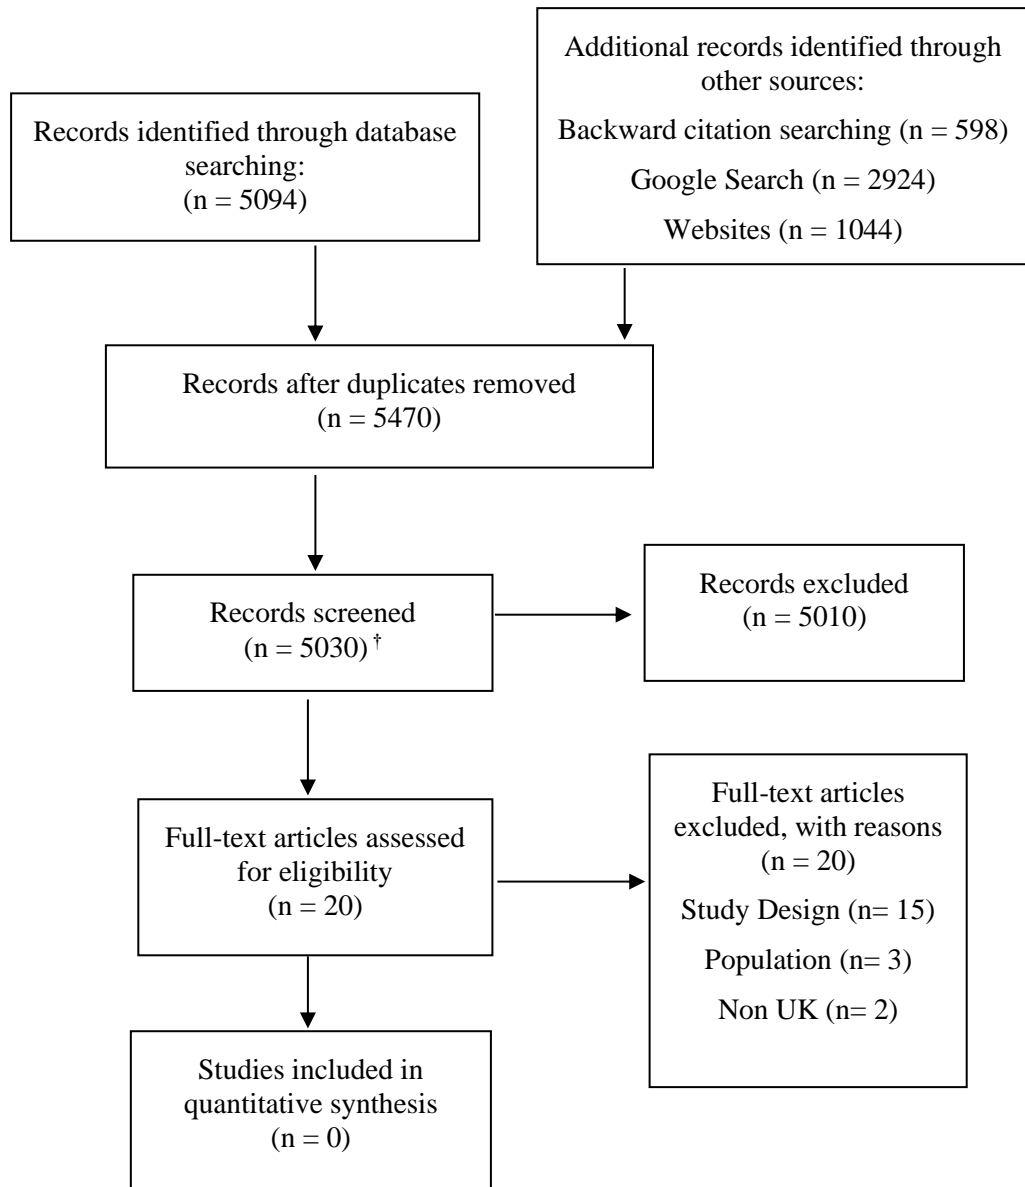 Records identified through database
searching:
(n = 5094)
Additional records identified through
other sources:
Backward citation searching (n = 598)
Google Search (n = 2924)
Websites (n = 1044)
Records after duplicates removed
(n = 5470)
Records screened
(n = 5030) †
Records excluded
(n = 5010)
Full-text articles assessed
for eligibility
(n = 20)
Full-text articles
excluded, with reasons
(n = 20)
Study Design (n= 15)
Population (n= 3)
Non UK (n= 2)
Studies included in
quantitative synthesis
(n = 0)